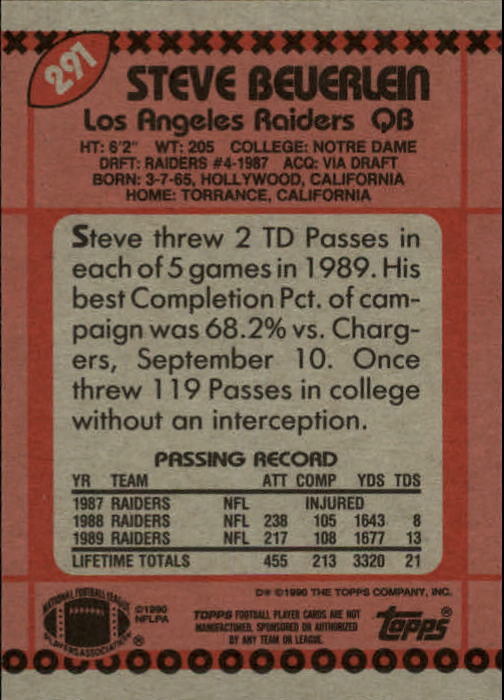 291
STEVE BEUERLEIN
Los Angeles Raiders QB
HT: 6'2" WT: 205 COLLEGE: NOTRE DAME
DRFT: RAIDERS #4-1987 ACQ: VIA DRAFT
BORN: 3-7-65, HOLLYWOOD, CALIFORNIA
HOME: TORRANCE, CALIFORNIA
Steve threw 2 TD Passes in
each of 5 games in 1989. His
best Completion Pct. of cam-
paign was 68.2% vs. Charg-
ers, September 10. Once
threw 119 Passes in college
without an interception.
PASSING RECORD
YR TEAM ATT COMP YDS TDS
1987 RAIDERS NFL INJURED
1988 RAIDERS NFL 238 105 1643 8
1989 RAIDERS NFL 217 108 1677 13
LIFETIME TOTALS 455 213 3320 21
D* ©1990 THE TOPPS COMPANY, INC.
NATIONAL FOOTBALL LEAGUE
PLAYERS ASSOCIATION
®
©1990
NFLPA
TOPPS FOOTBALL PLAYER CARDS ARE NOT
MANUFACTURED, SPONSORED OR AUTHORIZED
BY ANY TEAM OR LEAGUE.
Topps®